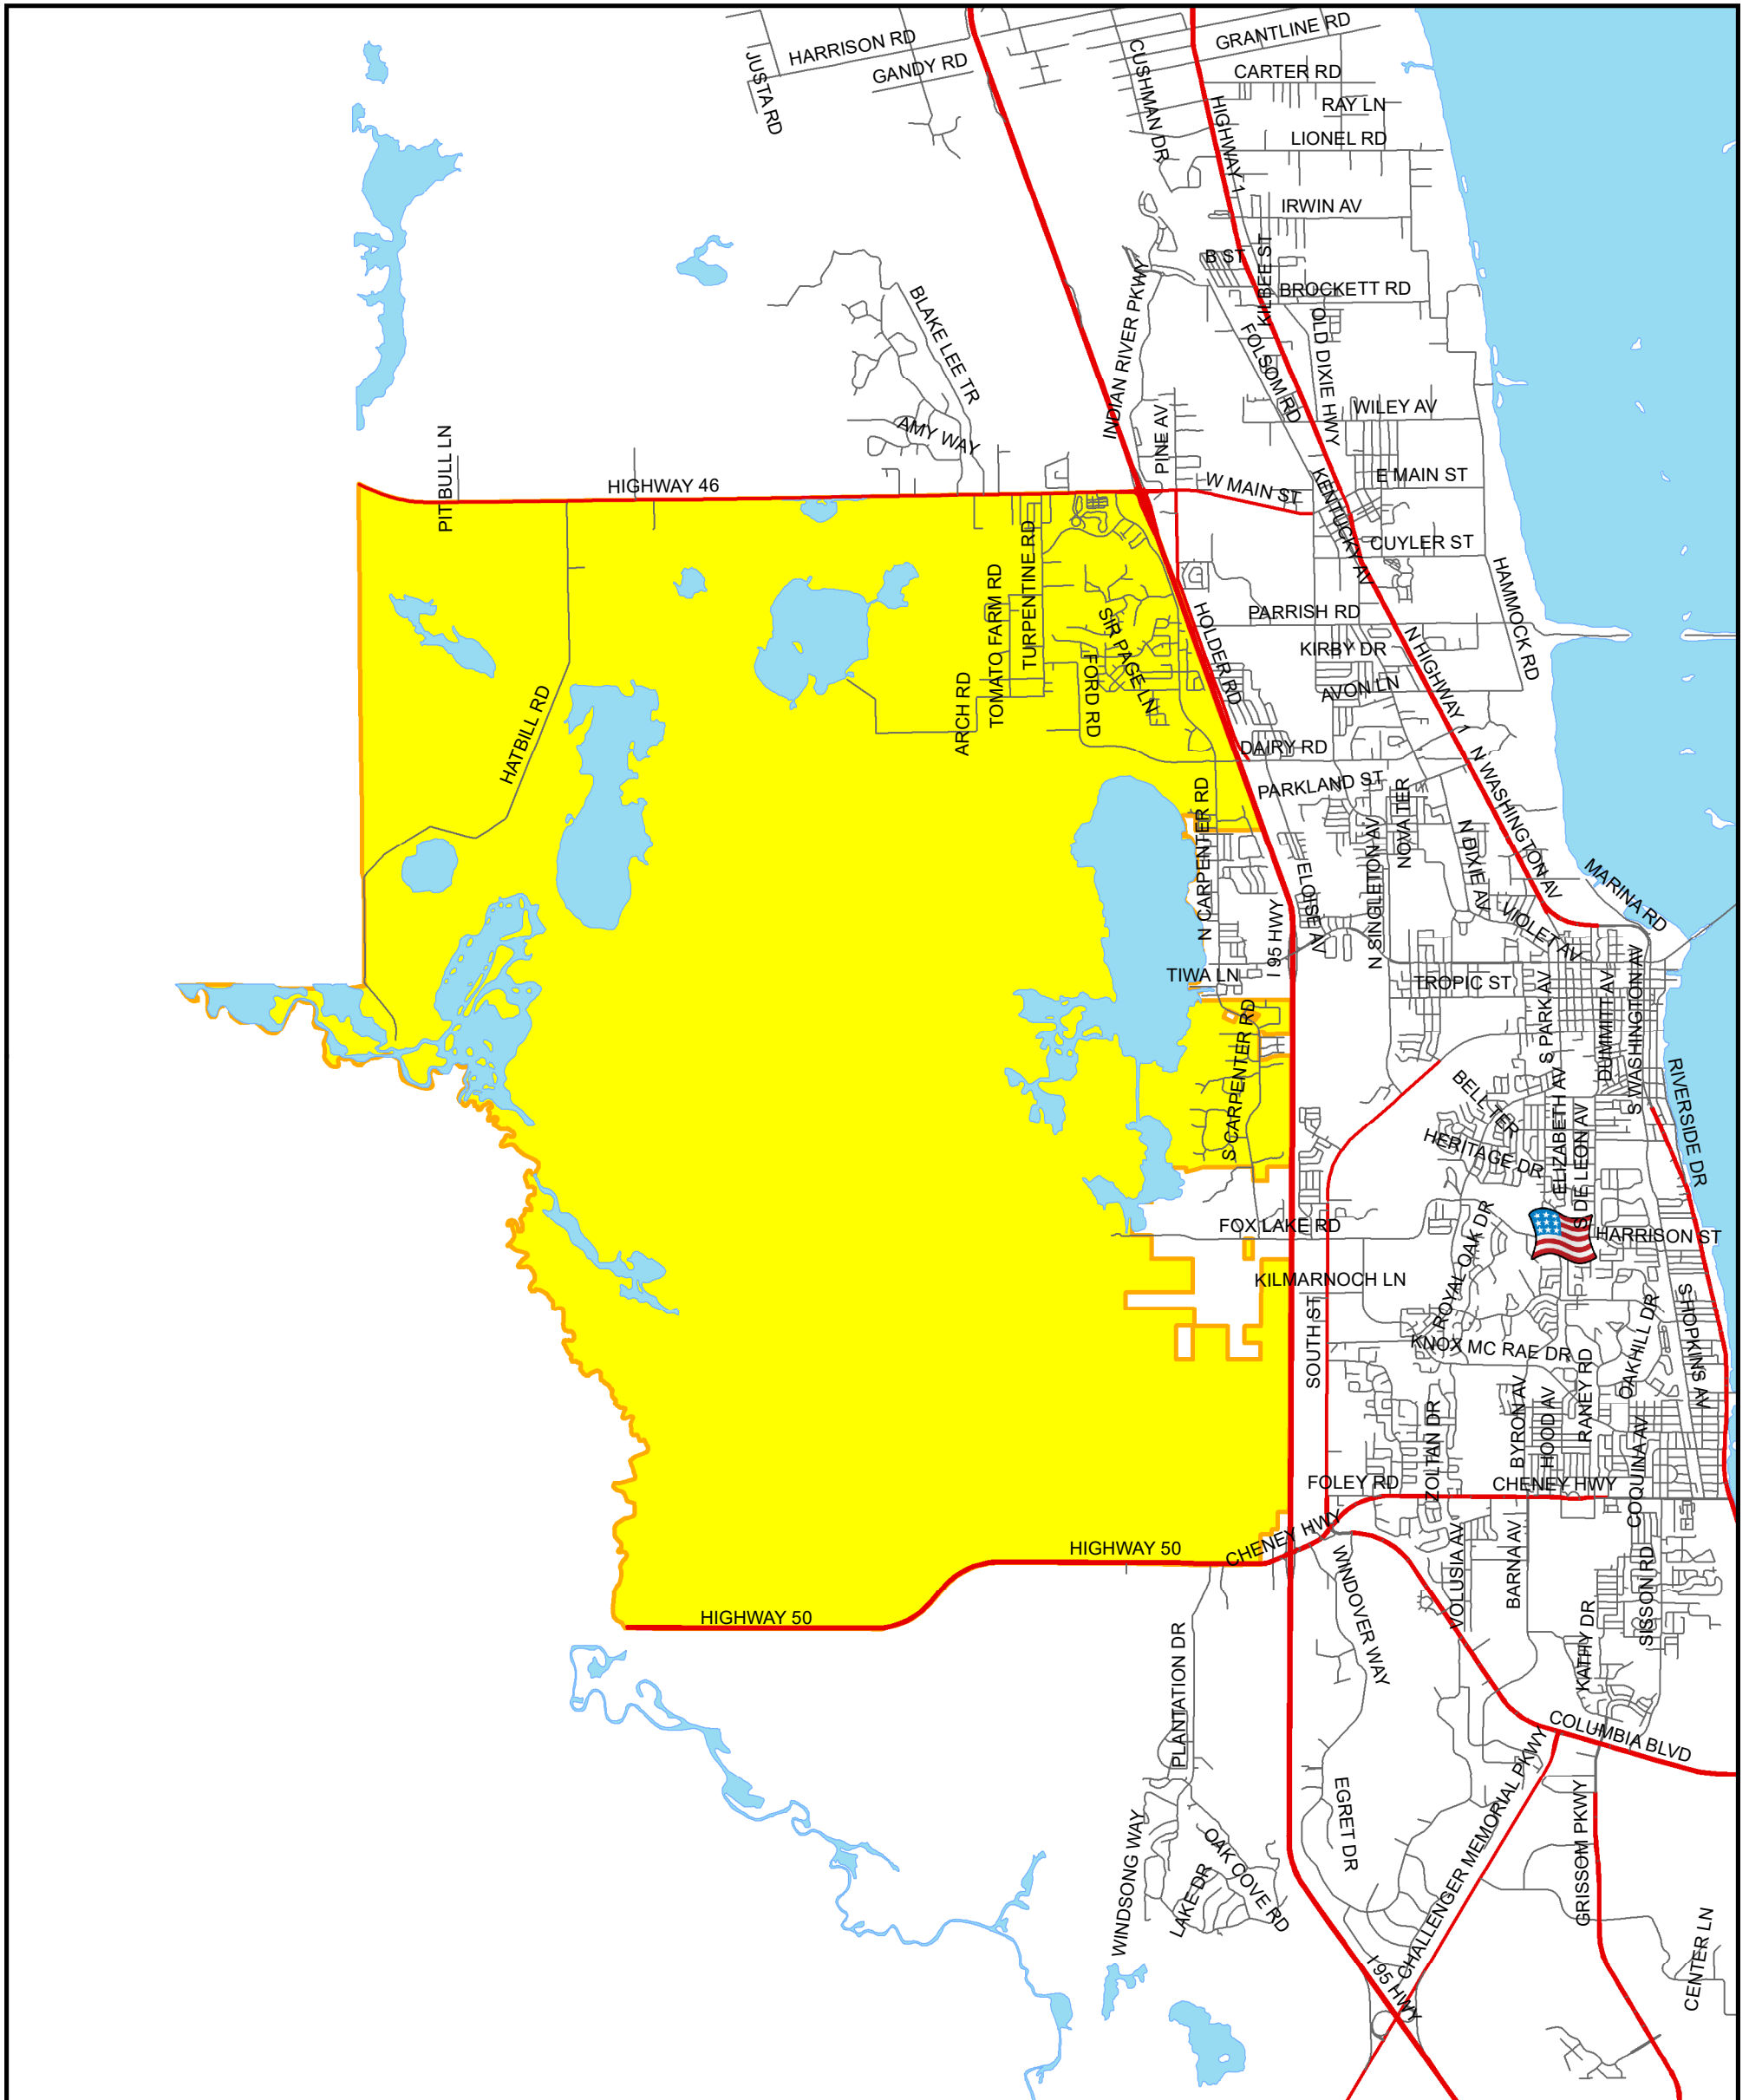 GRANTLINE RD
HARRISON RD
GANDY RD
JUSTA RD
CUSHMAN DR
CARTER RD
RAY LN
HIGHWAY 1
LIONEL RD
IRWIN AV
B ST
KILBEE ST
BROCKETT RD
INDIAN RIVER PKWY
BLAKE LEE TR
FOLSOM RD
OLD DIXIE HWY
WILEY AV
AMY WAY
PINE AV
PITBULL LN
HIGHWAY 46
W MAIN ST
E MAIN ST
KENTUCKY AV
CUYLER ST
TURPENTINE RD
TOMATO FARM RD
HAMMOCK RD
SIR PAGE LN
HOLDER RD
PARRISH RD
KIRBY DR
N HIGHWAY 1
FORD RD
AVON LN
ARCH RD
HATBILL RD
DAIRY RD
PARKLAND ST
N WASHINGTON AV
N CARPENTER RD
NOVA TER
N SINGLETON AV
N DIXIE AV
ELOISE AV
MARINA RD
VIOLET AV
I 95 HWY
TIWA LN
TROPIC ST
S PARK AV
DUMMITT AV
S WASHINGTON AV
S CARPENTER RD
BELL TER
RIVERSIDE DR
ELIZABETH AV
S DE LEON AV
HERITAGE DR
FOX LAKE RD
HARRISON ST
ROYAL OAK DR
KILMARNOCH LN
SOUTH ST
S HOPKINS AV
OAKHILL DR
KNOX MC RAE DR
RANEY RD
BYRON AV
HOOD AV
ZOLTAN DR
COQUINA AV
FOLEY RD
CHENEY HWY
CHENEY HWY
HIGHWAY 50
HIGHWAY 50
WINDOVER WAY
VOLUSIA AV
BARNA AV
SISSON RD
KATHY DR
PLANTATION DR
COLUMBIA BLVD
EGRET DR
CHALLENGER MEMORIAL PKWY
GRISSOM PKWY
WINDSONG WAY
LAKE DR
OAK COVE RD
I 95 HWY
CENTER LN